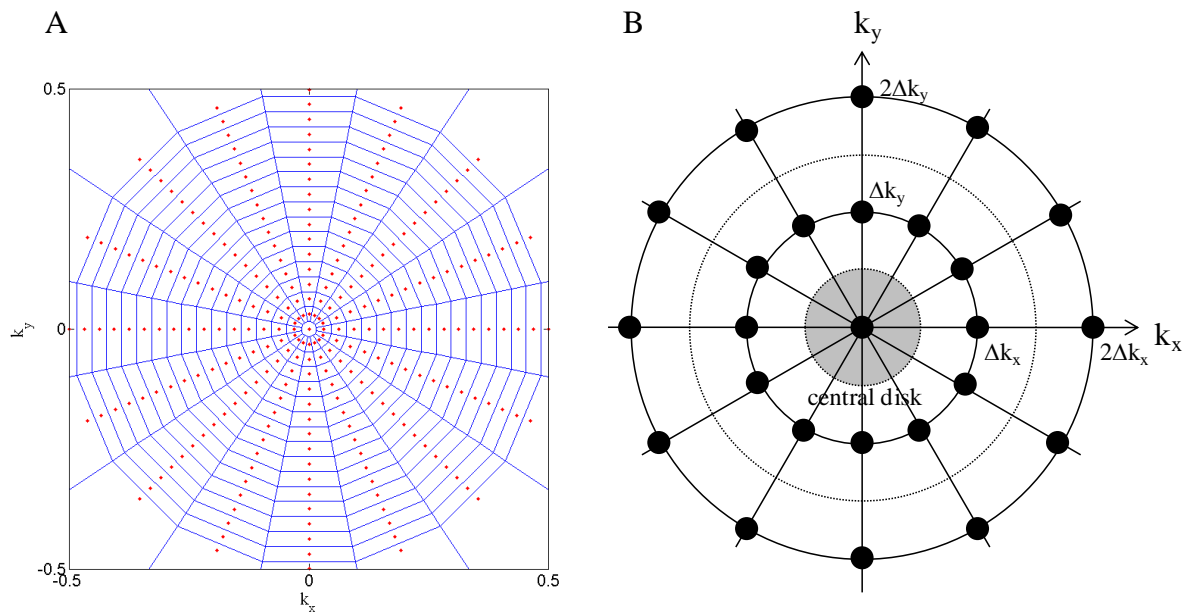 A
0.5
k_y
0
-0.5
-0.5
0
0.5
k_x
B
k_y
2Δk_y
Δk_y
k_x
Δk_x
2Δk_x
central disk